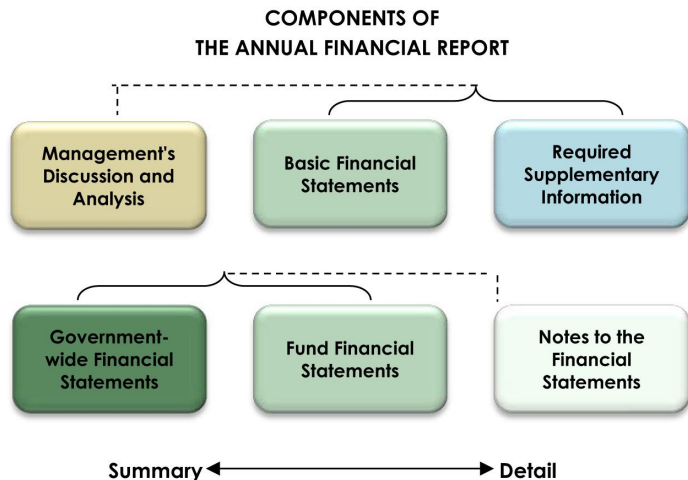 COMPONENTS OF
THE ANNUAL FINANCIAL REPORT
Management's
Discussion and
Analysis
Basic Financial
Statements
Required
Supplementary
Information
Government-
wide Financial
Statements
Fund Financial
Statements
Notes to the
Financial
Statements
Summary
Detail